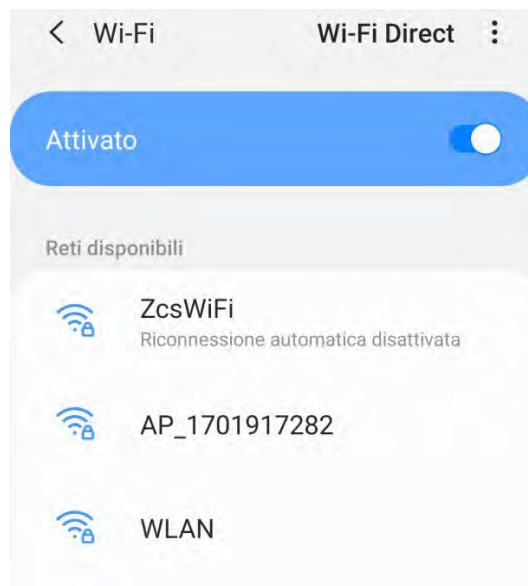 Wi-Fi Wi-Fi Direct
Attivato
Reti disponibili
ZcsWiFi
Riconnessione automatica disattivata
AP_1701917282
WLAN